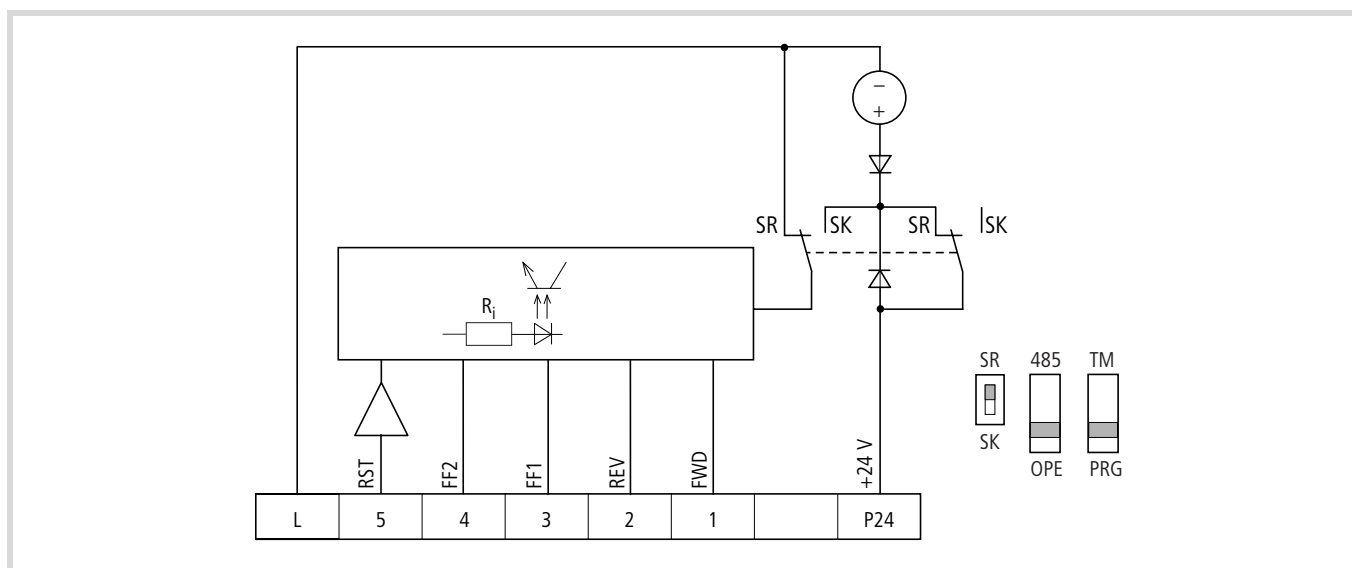 −
+
SR SK SR SK
Ri
SR 485 TM
SK
OPE PRG
RST FF2 FF1 REV FWD +24 V
L 5 4 3 2 1 P24